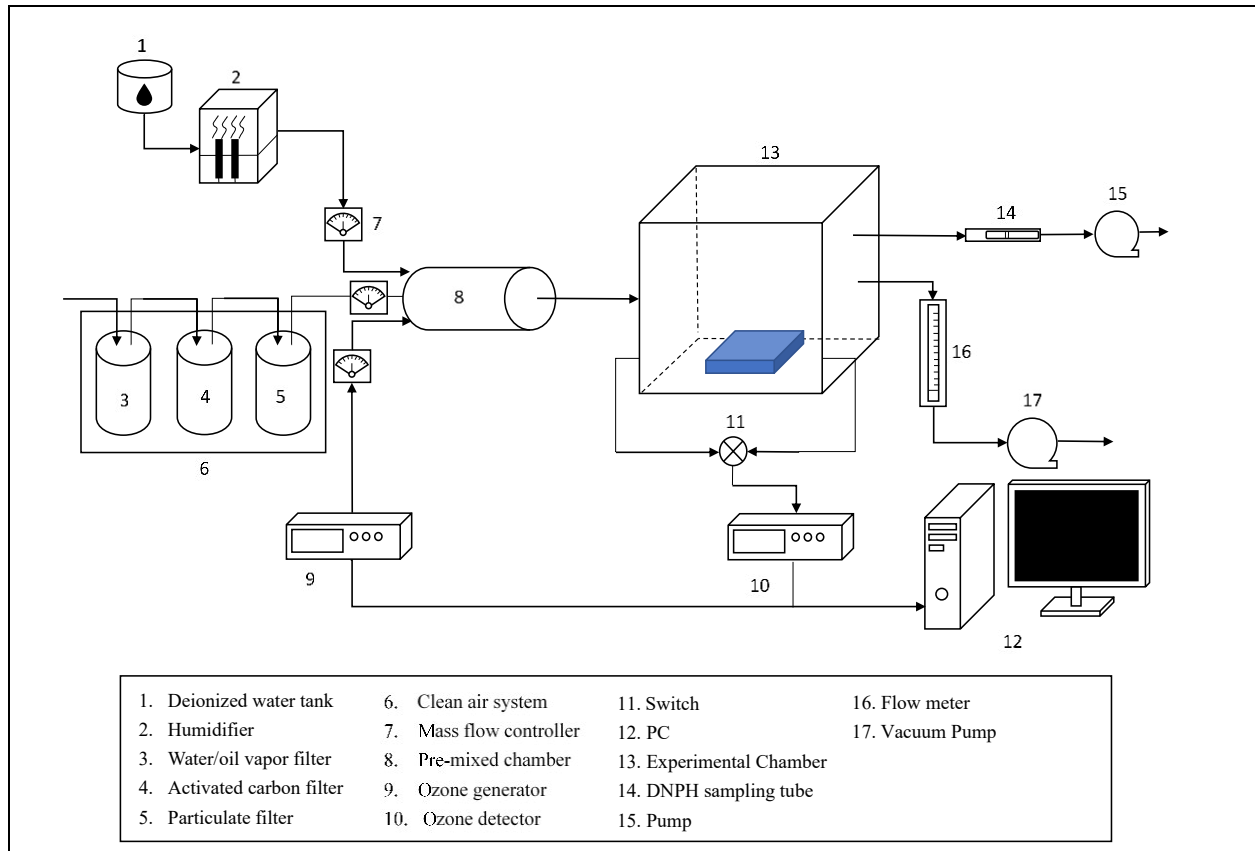 1
2
13
15
14
7
8
3
4
5
16
6
11
17
9
10
12
1. Deionized water tank
2. Humidifier
3. Water/oil vapor filter
4. Activated carbon filter
5. Particulate filter
6. Clean air system
7. Mass flow controller
8. Pre-mixed chamber
9. Ozone generator
10. Ozone detector
11. Switch
12. PC
13. Experimental Chamber
14. DNPH sampling tube
15. Pump
16. Flow meter
17. Vacuum Pump